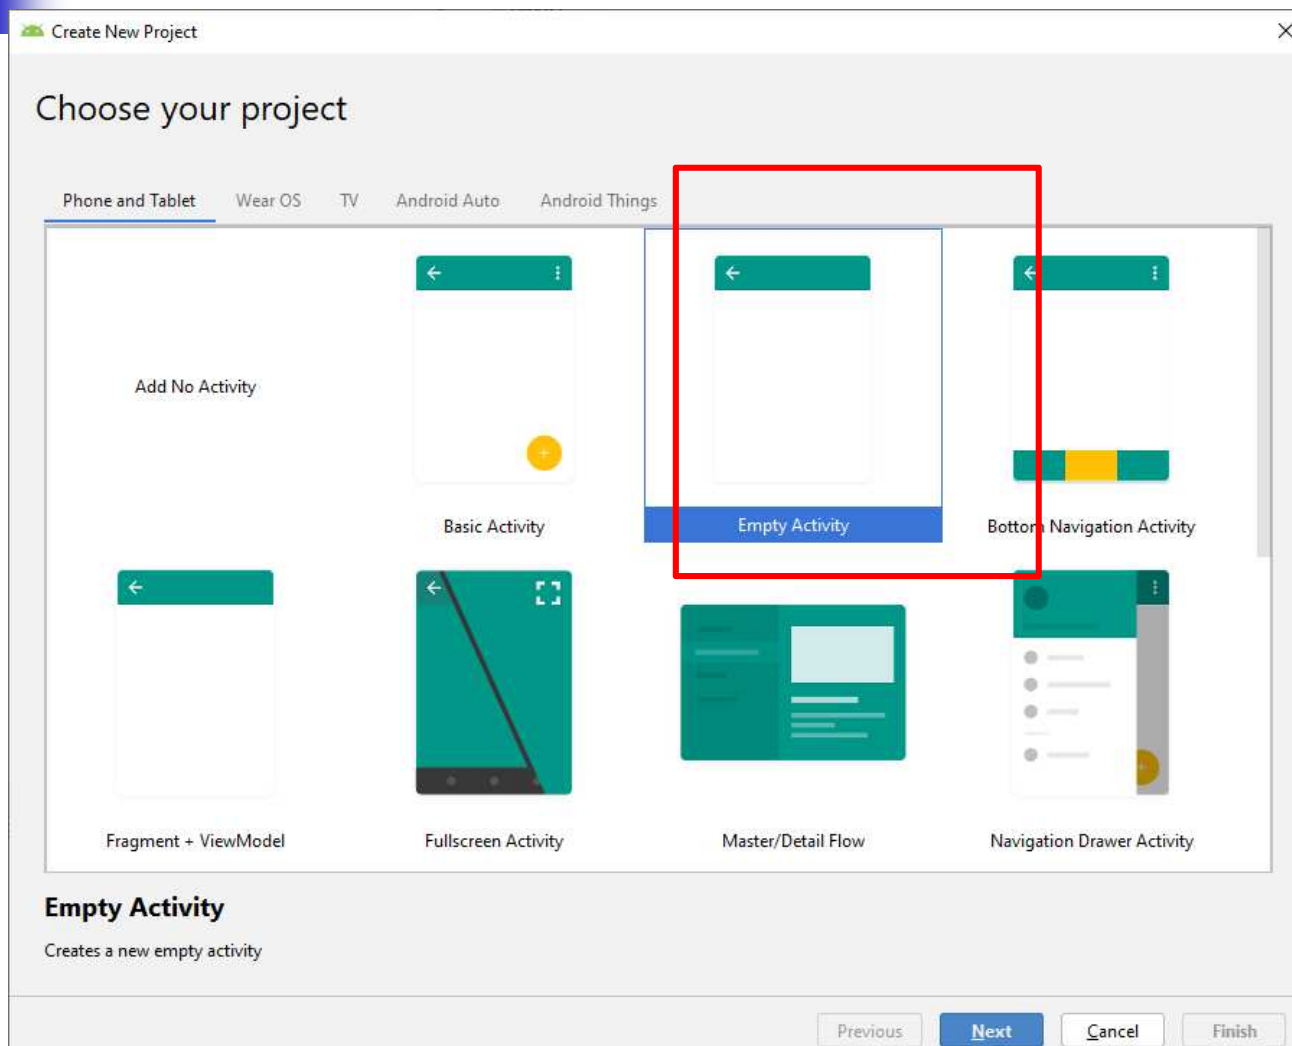 Create New Project
Choose your project
Phone and Tablet Wear OS TV Android Auto Android Things
Add No Activity
Basic Activity
Empty Activity
Bottom Navigation Activity
Fragment + ViewModel
Fullscreen Activity
Master/Detail Flow
Navigation Drawer Activity
Empty Activity
Creates a new empty activity
Previous Next Cancel Finish